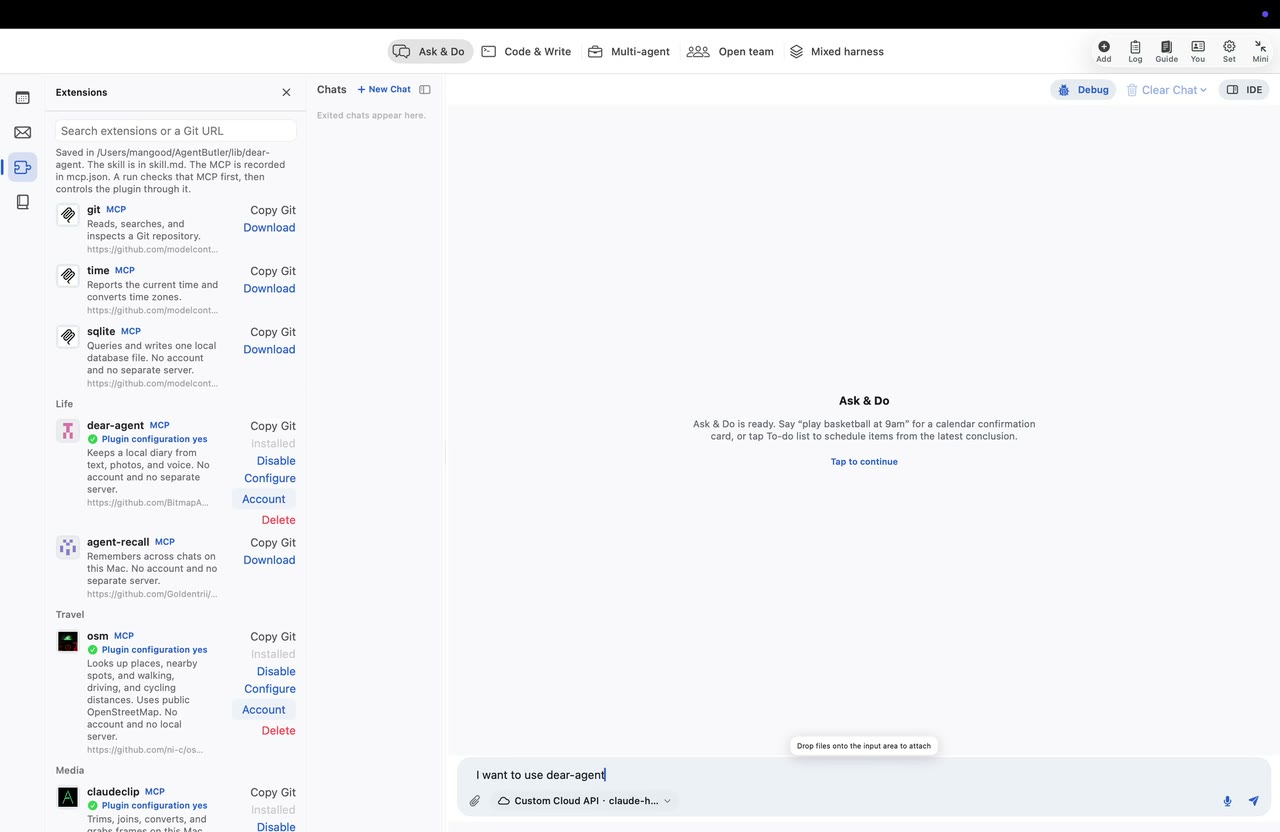 Ask & Do
Code & Write
Multi-agent
Open team
Mixed harness
Add
Log
Guide
You
Set
Mini
Extensions
Search extensions or a Git URL
Saved in /Users/mangood/AgentButler/lib/dear-
agent. The skill is in skill.md. The MCP is recorded
in mcp.json. A run checks that MCP first, then
controls the plugin through it.
git MCP
Copy Git
Reads, searches, and
inspects a Git repository.
Download
https://github.com/modelcont...
time MCP
Copy Git
Reports the current time and
converts time zones.
Download
https://github.com/modelcont...
sqlite MCP
Copy Git
Queries and writes one local
database file. No account
and no separate server.
Download
https://github.com/modelcont...
Life
dear-agent MCP
Copy Git
Plugin configuration yes
Installed
Keeps a local diary from
text, photos, and voice. No
account and no separate
server.
Disable
Configure
https://github.com/BitmapA...
Account
Delete
agent-recall MCP
Copy Git
Remembers across chats on
this Mac. No account and no
separate server.
Download
https://github.com/Goldentrii/...
Travel
osm MCP
Copy Git
Plugin configuration yes
Installed
Looks up places, nearby
spots, and walking,
driving, and cycling
distances. Uses public
OpenStreetMap. No
account and no local
server.
Disable
Configure
Account
Delete
https://github.com/ni-c/os...
Media
claudeclip MCP
Copy Git
Plugin configuration yes
Installed
Trims, joins, converts, and
grabs frames on this Mac.
Disable
Chats
+ New Chat
Exited chats appear here.
Debug
Clear Chat
IDE
Ask & Do
Ask & Do is ready. Say “play basketball at 9am” for a calendar confirmation
card, or tap To-do list to schedule items from the latest conclusion.
Tap to continue
Drop files onto the input area to attach
I want to use dear-agent
Custom Cloud API · claude-h...